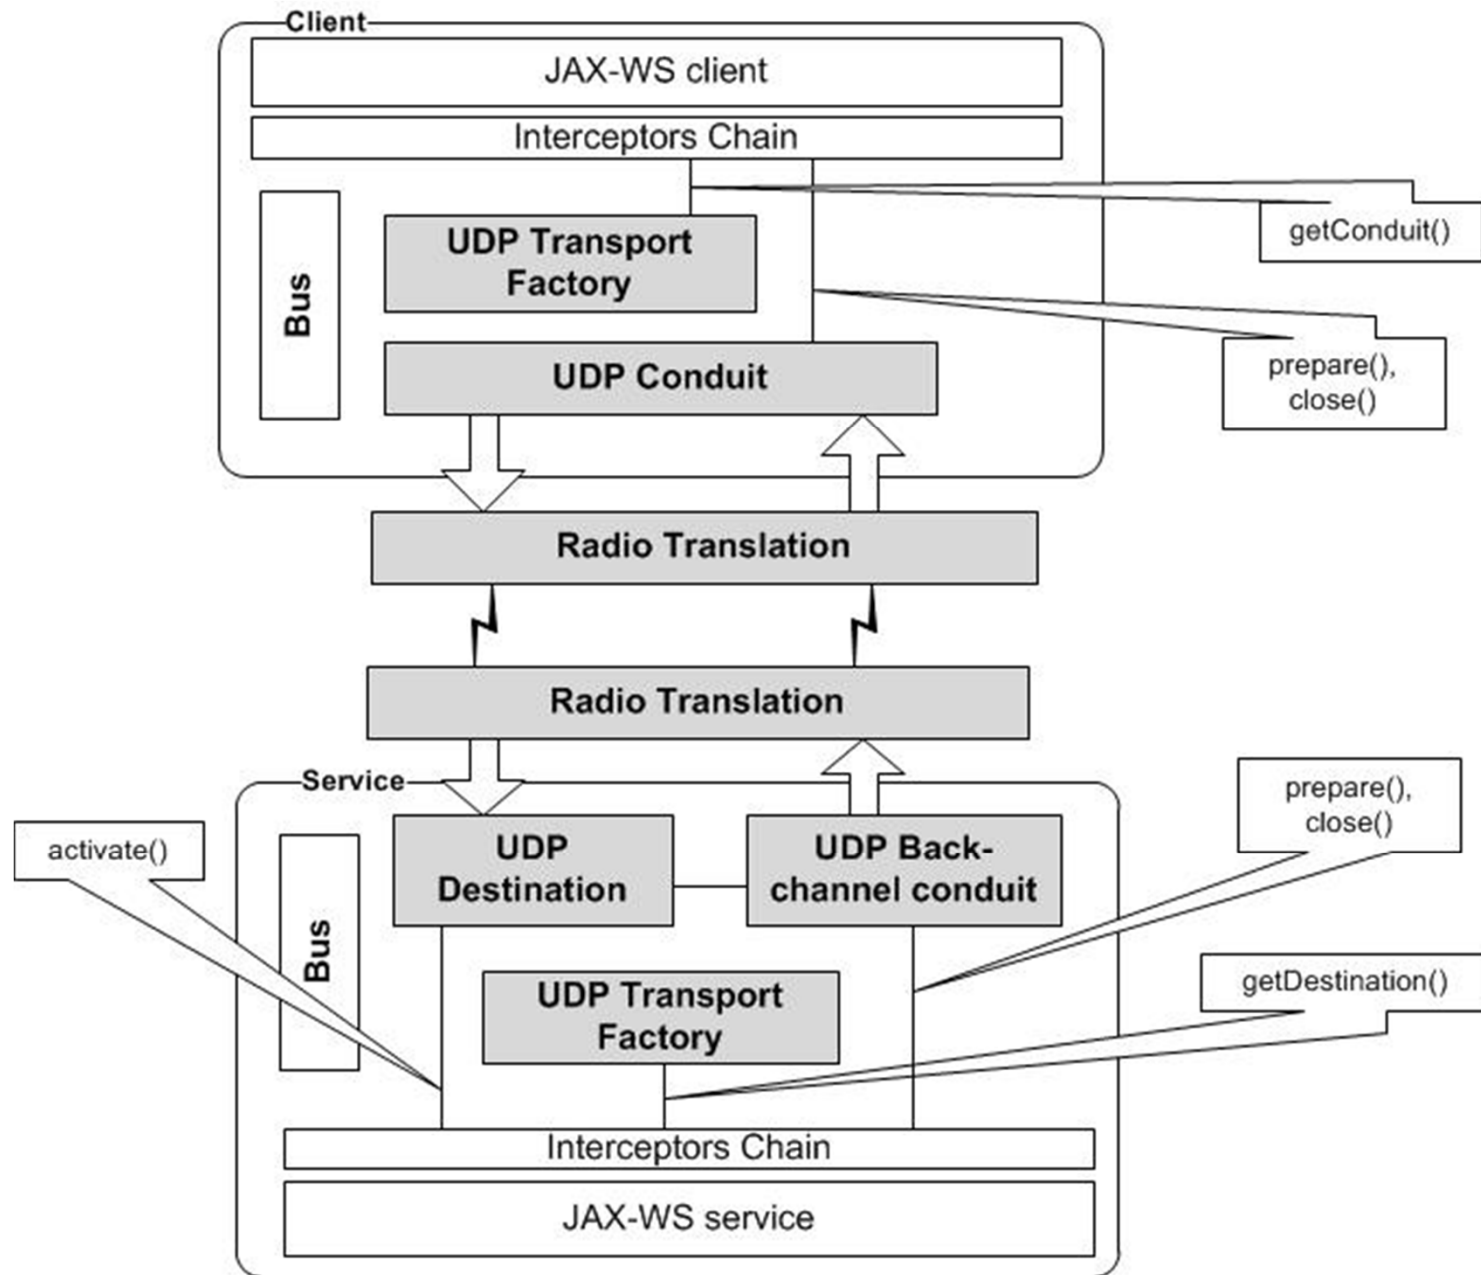 Client
JAX-WS client
Interceptors Chain
getConduit()
UDP Transport
Factory
Bus
prepare(),
close()
UDP Conduit
Radio Translation
Radio Translation
Service
prepare(),
close()
activate()
UDP
Destination
UDP Back-
channel conduit
Bus
getDestination()
UDP Transport
Factory
Interceptors Chain
JAX-WS service